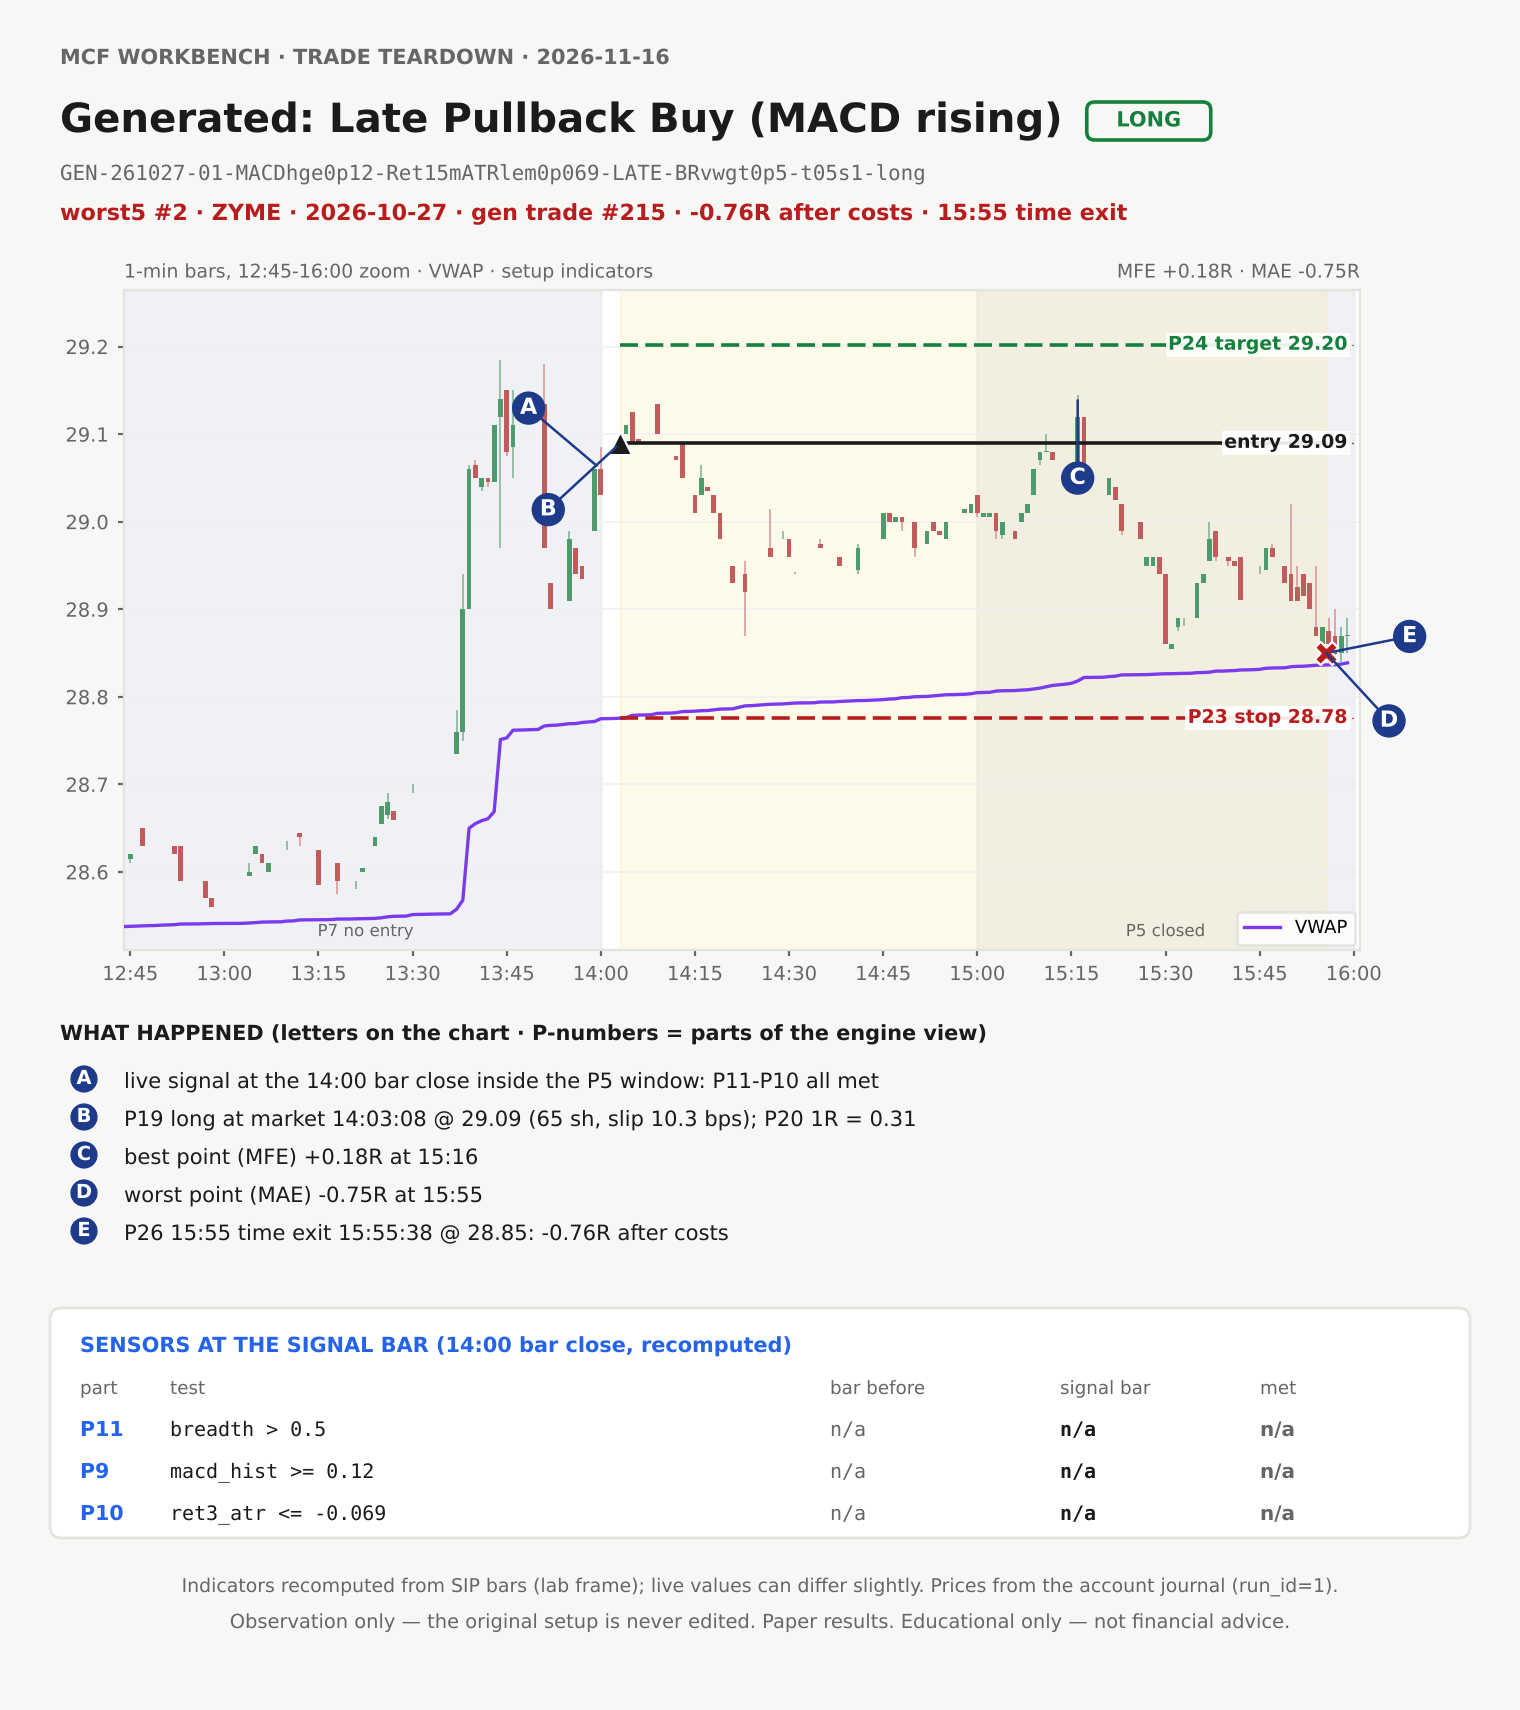 MCF WORKBENCH · TRADE TEARDOWN · 2026-11-16
Generated: Late Pullback Buy (MACD rising) LONG
GEN-261027-01-MACDhge0p12-Ret15mATRlem0p069-LATE-BRvwgt0p5-t05s1-long
worst5 #2 · ZYME · 2026-10-27 · gen trade #215 · -0.76R after costs · 15:55 time exit
1-min bars, 12:45-16:00 zoom · VWAP · setup indicators MFE +0.18R · MAE -0.75R
29.2
P24 target 29.20
A
29.1
entry 29.09
B
C
29.0
28.9
E
28.8
P23 stop 28.78
D
28.7
28.6
P7 no entry
P5 closed
VWAP
12:45 13:00 13:15 13:30 13:45 14:00 14:15 14:30 14:45 15:00 15:15 15:30 15:45 16:00
WHAT HAPPENED (letters on the chart · P-numbers = parts of the engine view)
A live signal at the 14:00 bar close inside the P5 window: P11-P10 all met
B P19 long at market 14:03:08 @ 29.09 (65 sh, slip 10.3 bps); P20 1R = 0.31
C best point (MFE) +0.18R at 15:16
D worst point (MAE) -0.75R at 15:55
E P26 15:55 time exit 15:55:38 @ 28.85: -0.76R after costs
SENSORS AT THE SIGNAL BAR (14:00 bar close, recomputed)
part test bar before signal bar met
P11 breadth > 0.5 n/a n/a n/a
P9 macd_hist >= 0.12 n/a n/a n/a
P10 ret3_atr <= -0.069 n/a n/a n/a
Indicators recomputed from SIP bars (lab frame); live values can differ slightly. Prices from the account journal (run_id=1).
Observation only — the original setup is never edited. Paper results. Educational only — not financial advice.